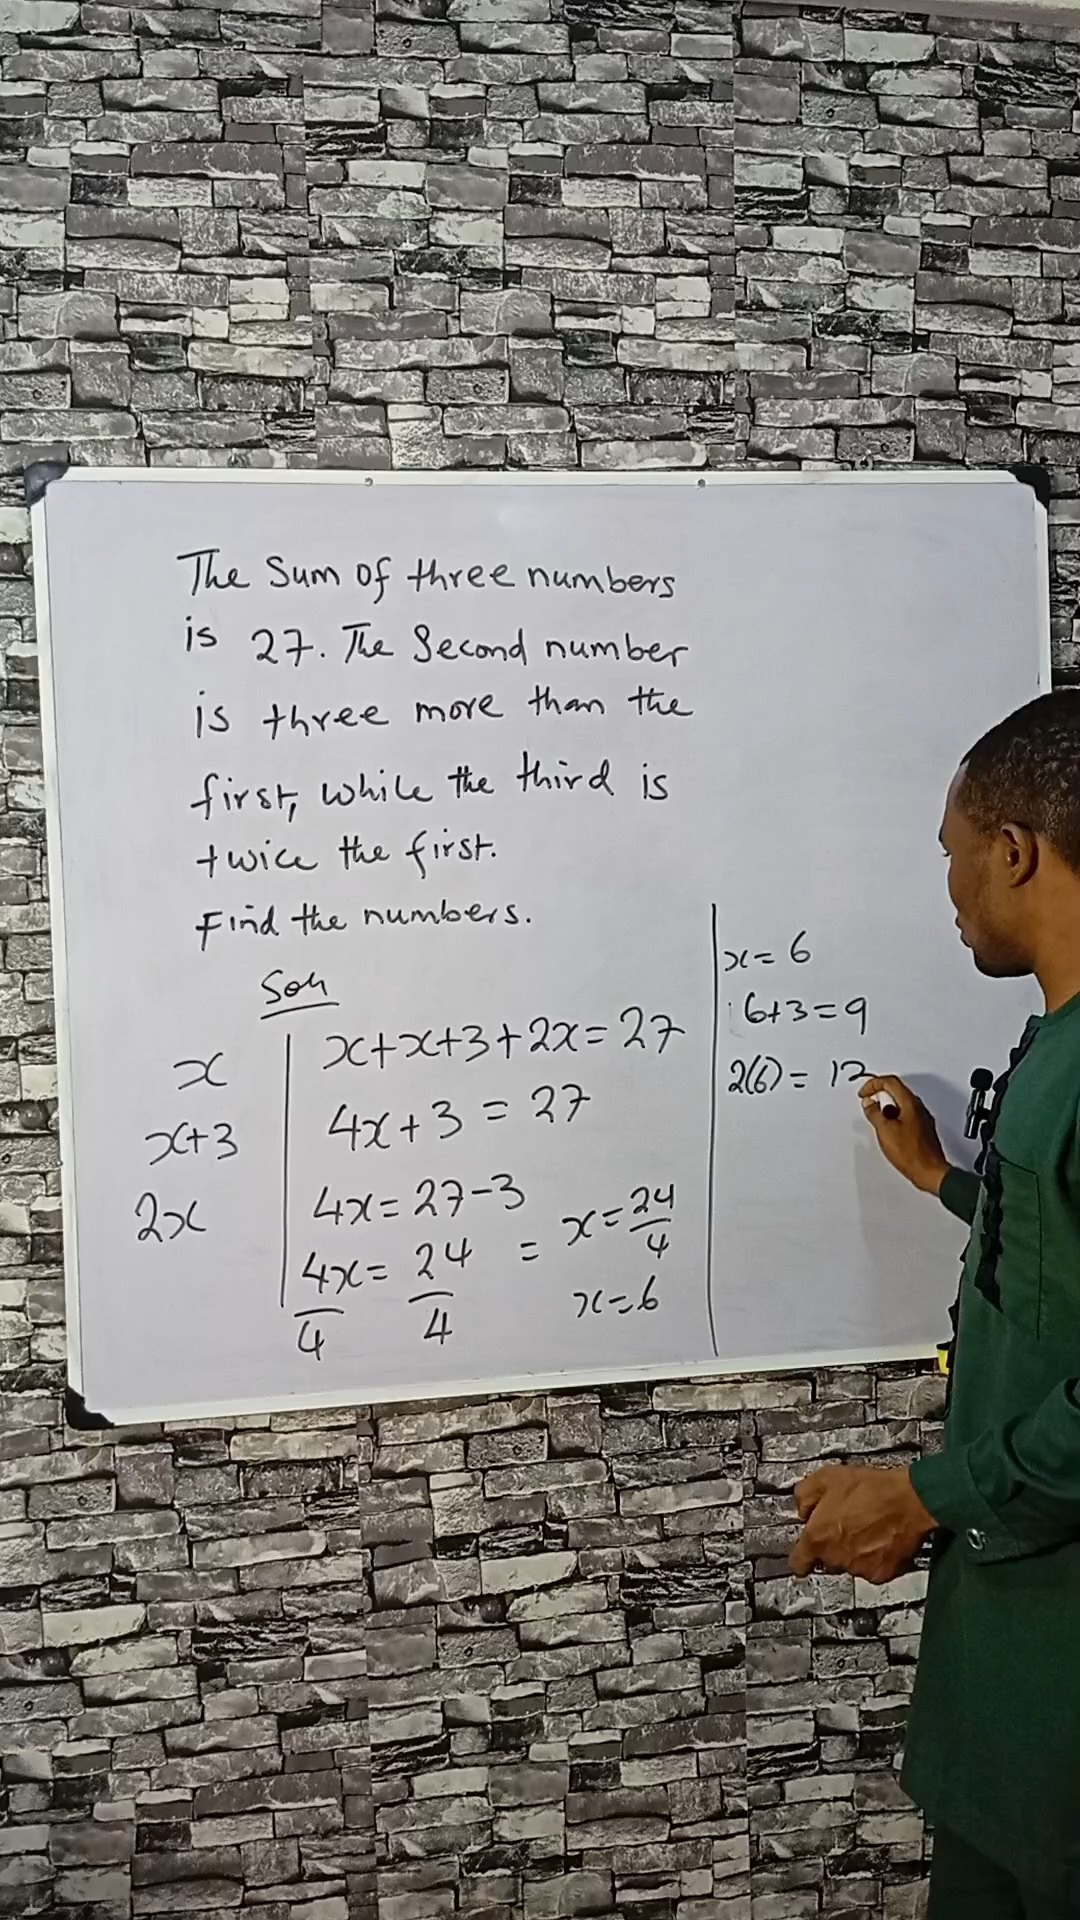 The Sum of three numbers
is 27. The Second number
is three more than the
first, while the third is
twice the first.
Find the numbers.
Soln
x
x+3
2x
x+x+3+2x=27
4x+3 = 27
4x=27-3
4x/4 = 24/4 = x=24/4
x=6
x=6
6+3=9
2(6)= 12